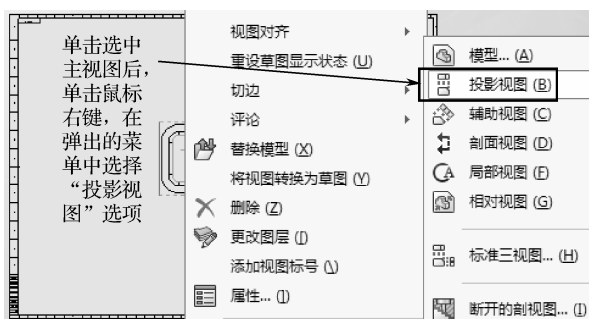 单击选中
主视图后，
单击鼠标
右键，在
弹出的菜
单中选择
“投影视
图”选项
视图对齐
重设草图显示状态 (U)
切边
评论
替换模型 (X)
将视图转换为草图 (Y)
删除 (Z)
更改图层 (\[)
添加视图标号 (\)
属性... (])
模型... (A)
投影视图 (B)
辅助视图 (C)
剖面视图 (D)
局部视图 (F)
相对视图 (G)
标准三视图... (H)
断开的剖视图... (I)